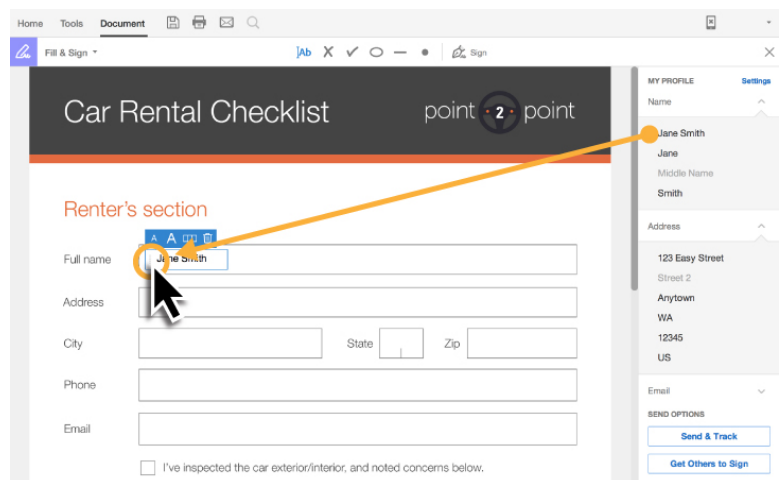 Home Tools Document
Fill & Sign Ab Sign
MY PROFILE Settings
Name
Jane Smith
Jane
Middle Name
Smith
Address
123 Easy Street
Street 2
Anytown
WA
12345
US
Email
SEND OPTIONS
Send & Track
Get Others to Sign
Car Rental Checklist point 2 point
Renter's section
A A
Full name Jane Smith
Address
City State Zip
Phone
Email
I've inspected the car exterior/interior, and noted concerns below.